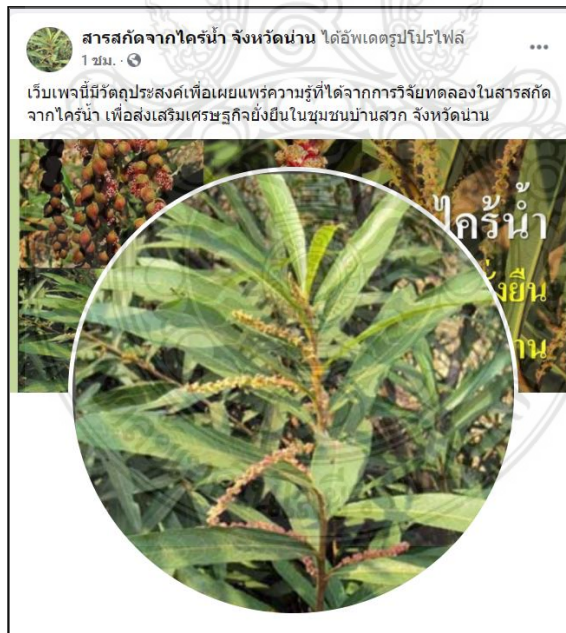 สารสกัดจากไคร้น้ำ จังหวัดน่าน ได้อัพเดตรูปโปรไฟล์
1 ชม. ·
เว็บเพจนี้มีวัตถุประสงค์เพื่อเผยแพร่ความรู้ที่ได้จากการวิจัยทดลองในสารสกัด
จากไคร้น้ำ เพื่อส่งเสริมเศรษฐกิจยั่งยืนในชุมชนบ้านสวก จังหวัดน่าน
ไคร้น้ำ